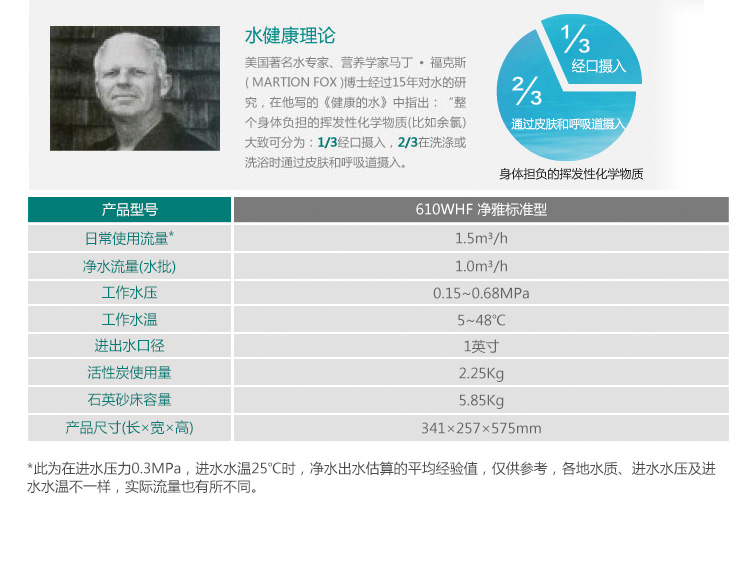 水健康理论
美国著名水专家、营养学家马丁 • 福克斯
( MARTION FOX )博士经过15年对水的研
究，在他写的《健康的水》中指出：“整
个身体负担的挥发性化学物质(比如余氯)
大致可分为：1/3经口摄入，2/3在洗涤或
洗浴时通过皮肤和呼吸道摄入。
1/3
经口摄入
2/3
通过皮肤和呼吸道摄入
身体担负的挥发性化学物质
产品型号 610WHF 净雅标准型
日常使用流量* 1.5m³/h
净水流量(水批) 1.0m³/h
工作水压 0.15~0.68MPa
工作水温 5~48℃
进出水口径 1英寸
活性炭使用量 2.25Kg
石英砂床容量 5.85Kg
产品尺寸(长×宽×高) 341×257×575mm
*此为在进水压力0.3MPa，进水水温25℃时，净水出水估算的平均经验值，仅供参考，各地水质、进水水压及进
水水温不一样，实际流量也有所不同。